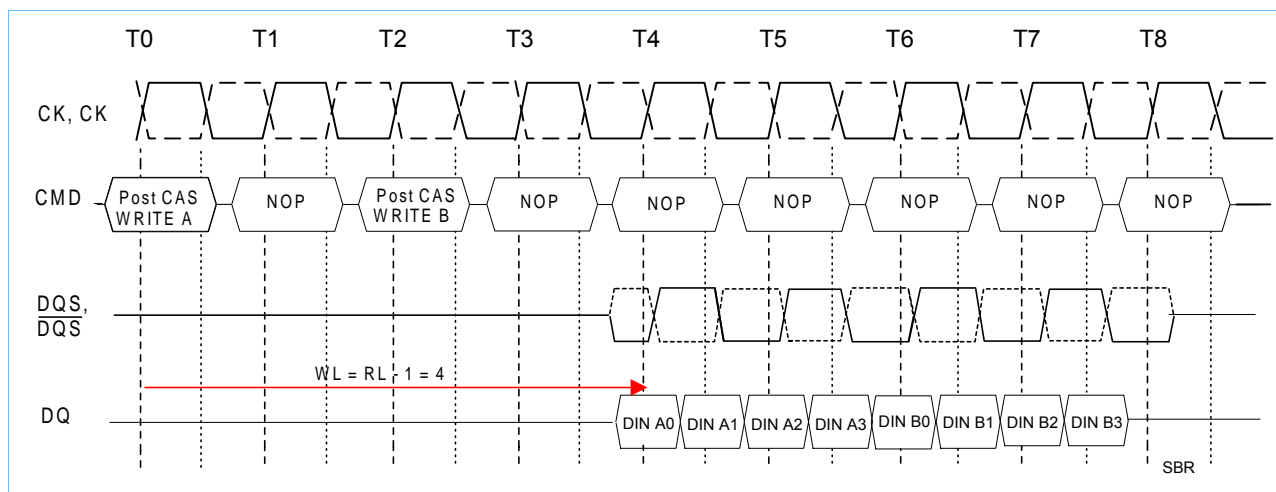 T0 T1 T2 T3 T4 T5 T6 T7 T8
CK, CK
CMD
Post CAS
WRITE A
NOP
Post CAS
WRITE B
NOP
NOP
NOP
NOP
NOP
NOP
DQS,
DQS
WL = RL - 1 = 4
DQ
DIN A0 DIN A1 DIN A2 DIN A3 DIN B0 DIN B1 DIN B2 DIN B3
SBR